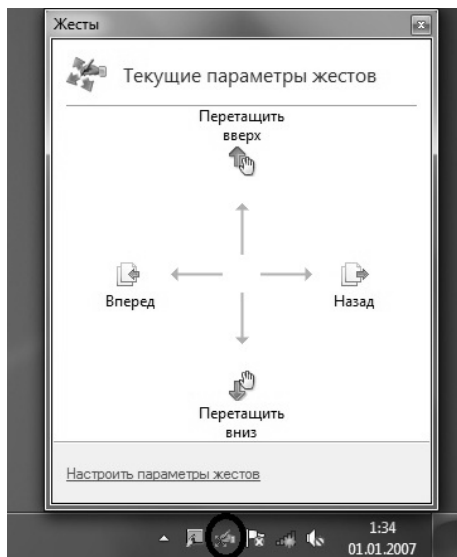 Жесты
Текущие параметры жестов
Перетащить
вверх
Вперед
Назад
Перетащить
вниз
Настроить параметры жестов
1:34
01.01.2007